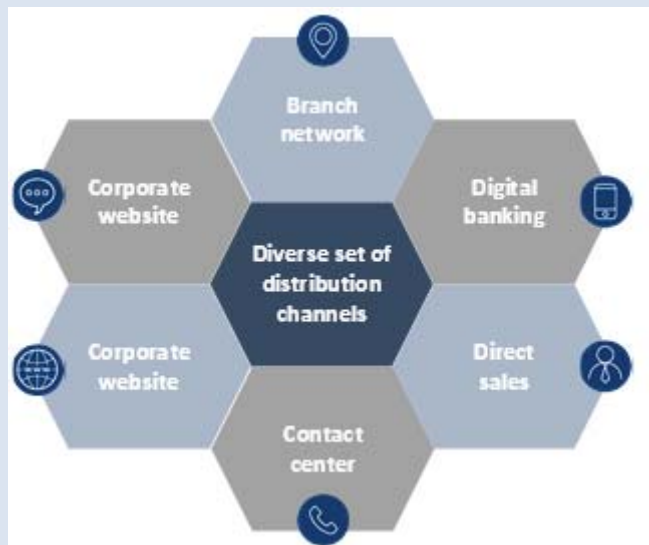 Branch
network
Corporate
website
Digital
banking
Diverse set of
distribution
channels
Corporate
website
Direct
sales
Contact
center